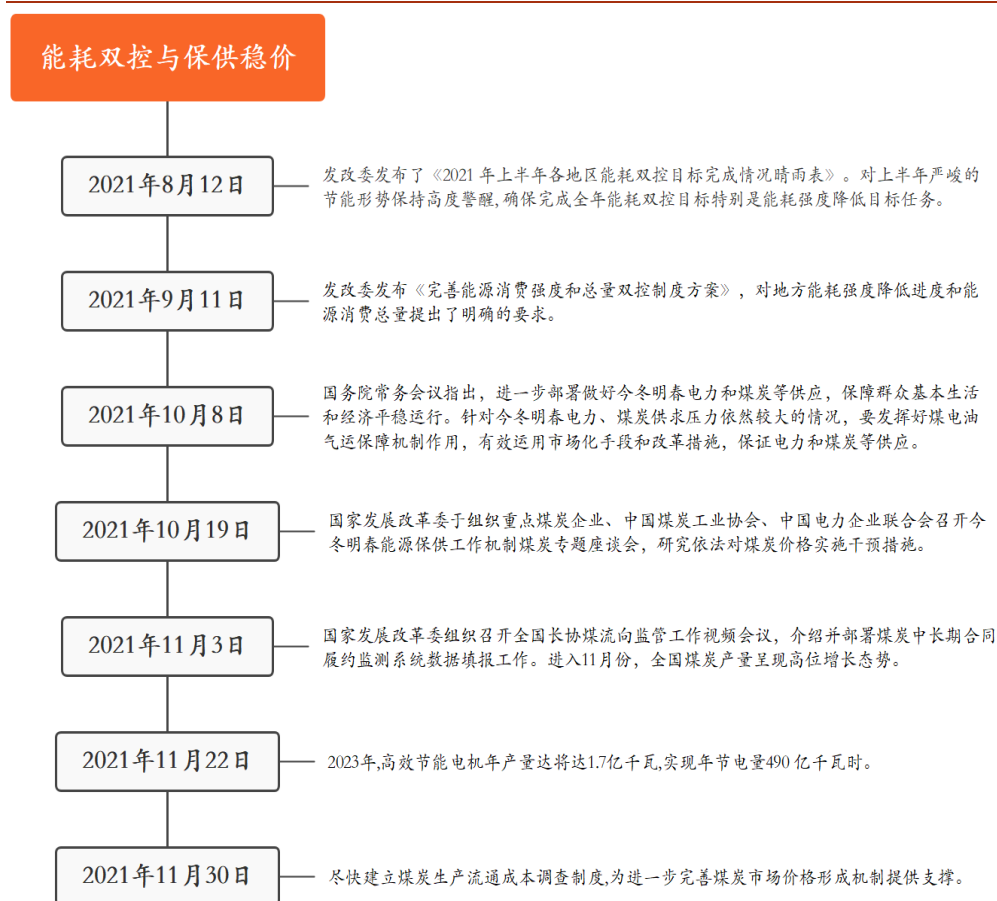 能耗双控与保供稳价
2021年8月12日
发改委发布了《2021 年上半年各地区能耗双控目标完成情况晴雨表》。对上半年严峻的
节能形势保持高度警醒,确保完成全年能耗双控目标特别是能耗强度降低目标任务。
2021年9月11日
发改委发布《完善能源消费强度和总量双控制度方案》，对地方能耗强度降低进度和能
源消费总量提出了明确的要求。
2021年10月8日
国务院常务会议指出，进一步部署做好今冬明春电力和煤炭等供应，保障群众基本生活
和经济平稳运行。针对今冬明春电力、煤炭供求压力依然较大的情况，要发挥好煤电油
气运保障机制作用，有效运用市场化手段和改革措施，保证电力和煤炭等供应。
2021年10月19日
国家发展改革委于组织重点煤炭企业、中国煤炭工业协会、中国电力企业联合会召开今
冬明春能源保供工作机制煤炭专题座谈会，研究依法对煤炭价格实施干预措施。
2021年11月3日
国家发展改革委组织召开全国长协煤流向监管工作视频会议，介绍并部署煤炭中长期合同
履约监测系统数据填报工作。进入11月份，全国煤炭产量呈现高位增长态势。
2021年11月22日
2023年,高效节能电机年产量达将达1.7亿千瓦,实现年节电量490 亿千瓦时。
2021年11月30日
尽快建立煤炭生产流通成本调查制度,为进一步完善煤炭市场价格形成机制提供支撑。